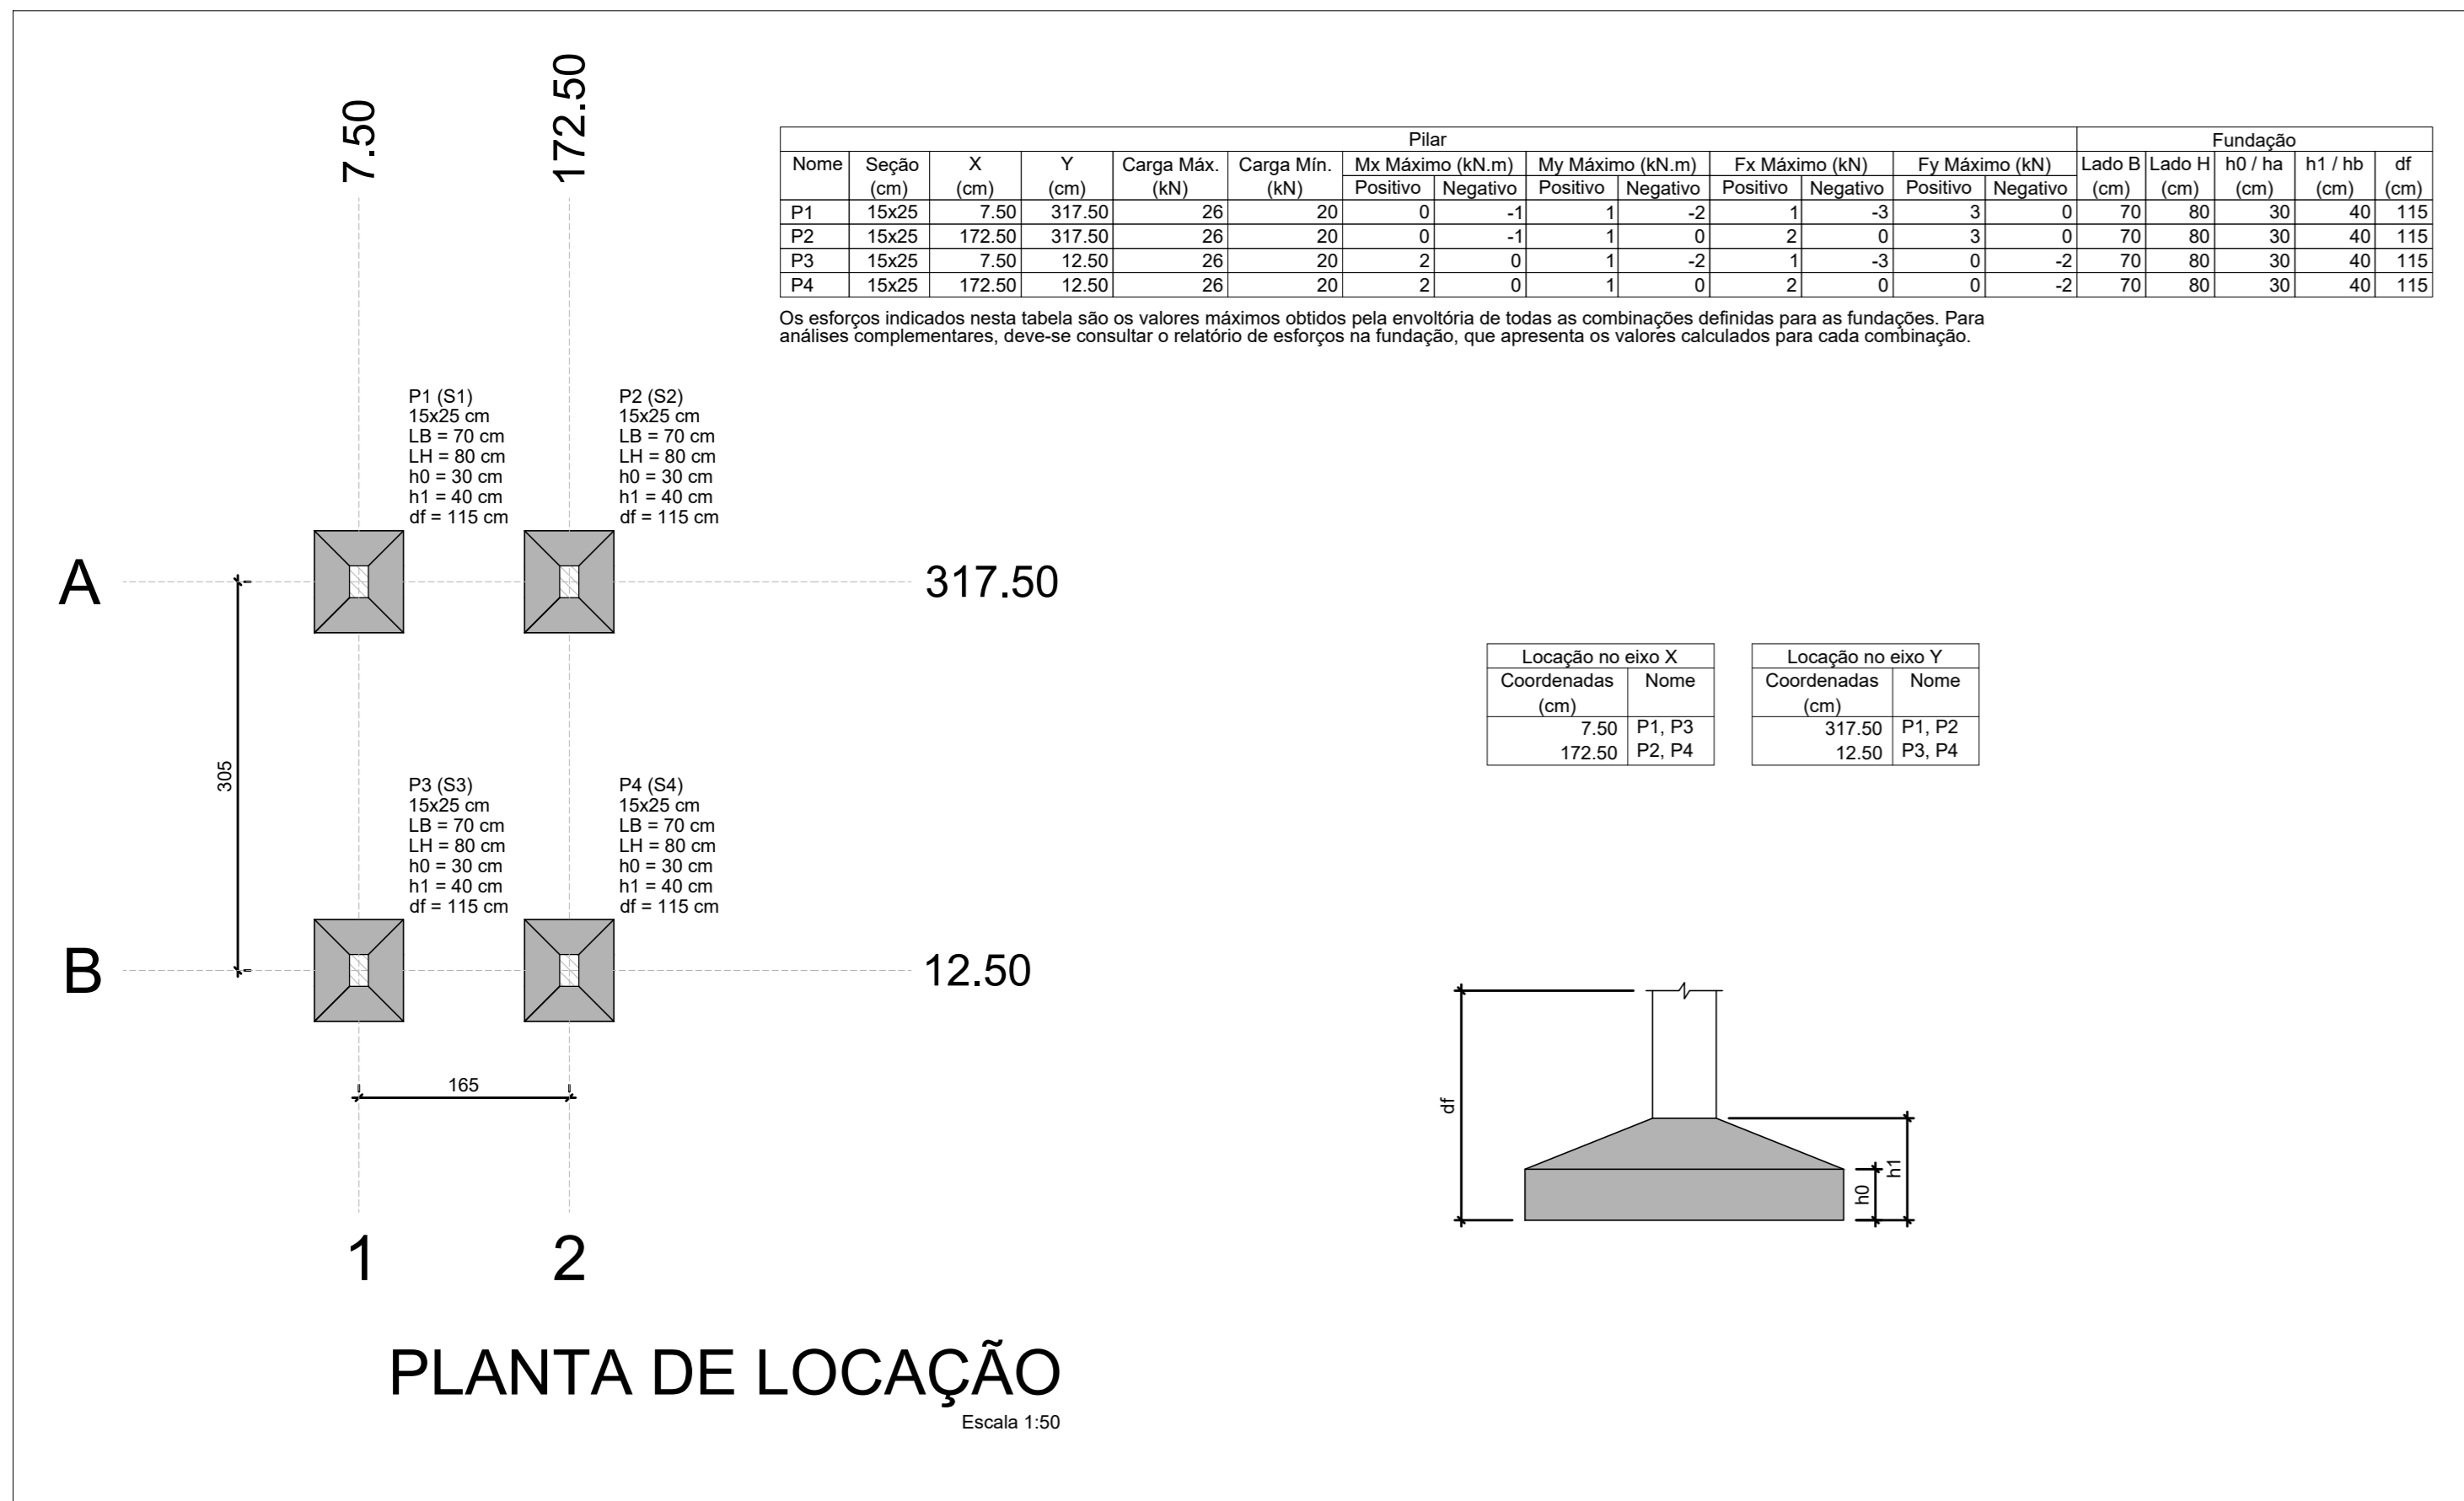 7.50
172.50
Pilar Fundação
Nome Seção X Y Carga Máx. Carga Mín. Mx Máximo (kN.m) My Máximo (kN.m) Fx Máximo (kN) Fy Máximo (kN) Lado B Lado H h0 / ha h1 / hb df
(cm) (cm) (cm) (kN) (kN) Positivo Negativo Positivo Negativo Positivo Negativo Positivo Negativo (cm) (cm) (cm) (cm) (cm)
P1 15x25 7.50 317.50 26 20 0 -1 1 -2 1 -3 3 0 70 80 30 40 115
P2 15x25 172.50 317.50 26 20 0 -1 1 0 2 0 3 0 70 80 30 40 115
P3 15x25 7.50 12.50 26 20 2 0 1 -2 1 -3 0 -2 70 80 30 40 115
P4 15x25 172.50 12.50 26 20 2 0 1 0 2 0 0 -2 70 80 30 40 115
Os esforços indicados nesta tabela são os valores máximos obtidos pela envoltória de todas as combinações definidas para as fundações. Para
análises complementares, deve-se consultar o relatório de esforços na fundação, que apresenta os valores calculados para cada combinação.
P1 (S1)
15x25 cm
LB = 70 cm
LH = 80 cm
h0 = 30 cm
h1 = 40 cm
df = 115 cm
P2 (S2)
15x25 cm
LB = 70 cm
LH = 80 cm
h0 = 30 cm
h1 = 40 cm
df = 115 cm
A
317.50
305
P3 (S3)
15x25 cm
LB = 70 cm
LH = 80 cm
h0 = 30 cm
h1 = 40 cm
df = 115 cm
P4 (S4)
15x25 cm
LB = 70 cm
LH = 80 cm
h0 = 30 cm
h1 = 40 cm
df = 115 cm
B
12.50
165
1
2
Locação no eixo X
Coordenadas Nome
(cm)
7.50 P1, P3
172.50 P2, P4
Locação no eixo Y
Coordenadas Nome
(cm)
317.50 P1, P2
12.50 P3, P4
df
h0
h1
PLANTA DE LOCAÇÃO
Escala 1:50